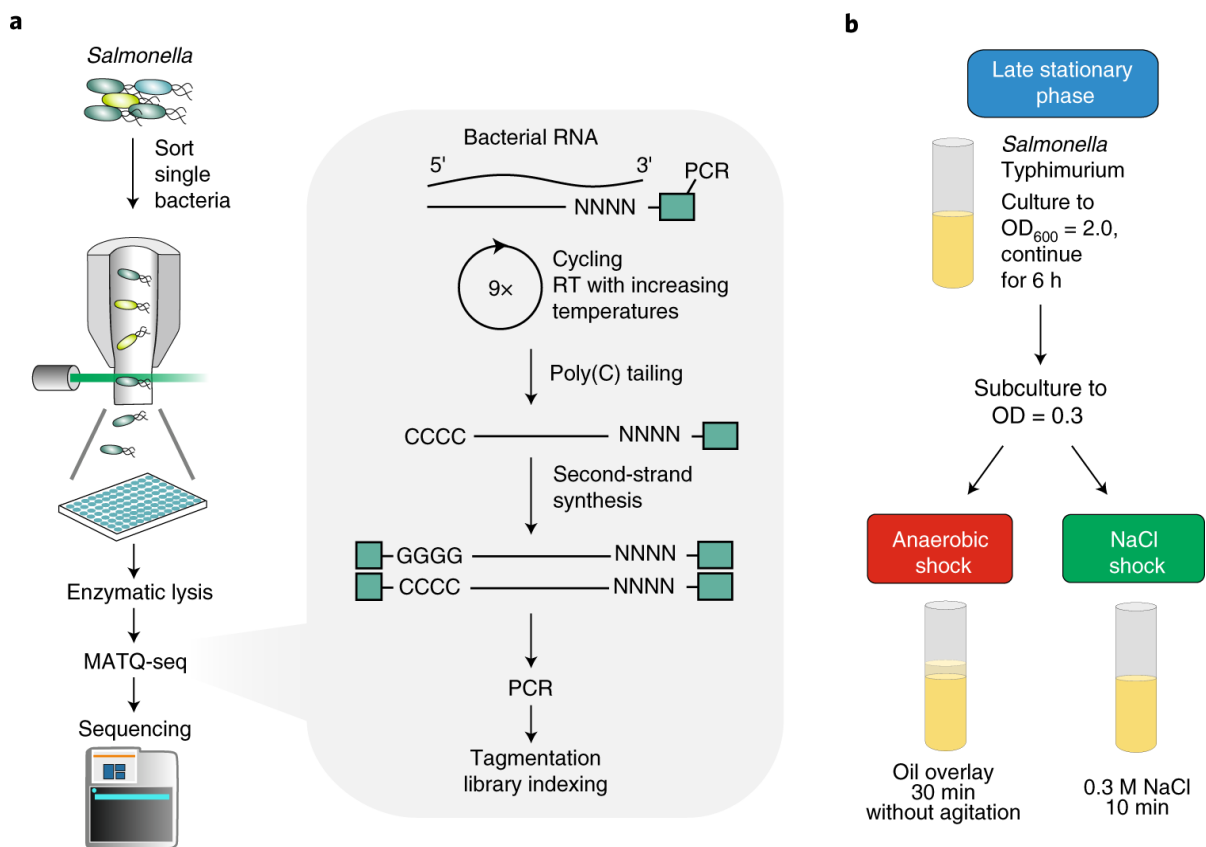 a
Salmonella
Sort
single
bacteria
Enzymatic lysis
MATQ-seq
Sequencing
Bacterial RNA
5'
3'
PCR
NNNN
9×
Cycling
RT with increasing
temperatures
Poly(C) tailing
CCCC
NNNN
Second-strand
synthesis
GGGG
NNNN
CCCC
NNNN
PCR
Tagmentation
library indexing
b
Late stationary
phase
Salmonella
Typhimurium
Culture to
OD600 = 2.0,
continue
for 6 h
Subculture to
OD = 0.3
Anaerobic
shock
NaCl
shock
Oil overlay
30 min
without agitation
0.3 M NaCl
10 min